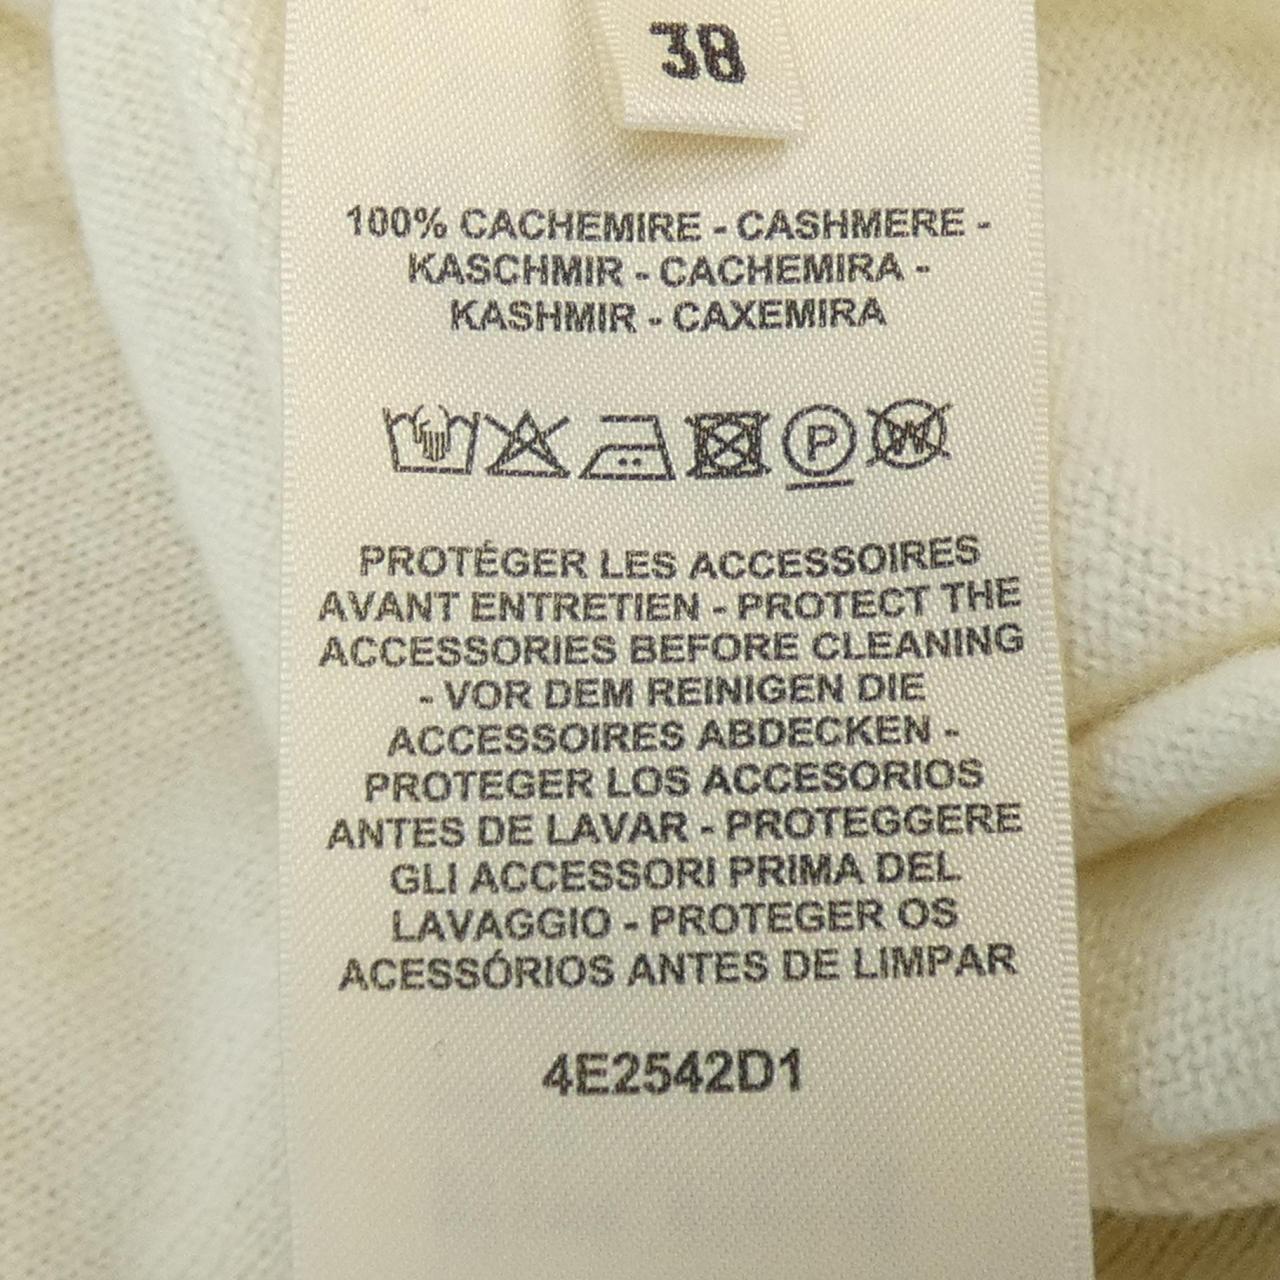 38
100% CACHEMIRE - CASHMERE -
KASCHMIR - CACHEMIRA -
KASHMIR - CAXEMIRA
P W
PROTÉGER LES ACCESSOIRES
AVANT ENTRETIEN - PROTECT THE
ACCESSORIES BEFORE CLEANING
- VOR DEM REINIGEN DIE
ACCESSOIRES ABDECKEN -
PROTEGER LOS ACCESORIOS
ANTES DE LAVAR - PROTEGGERE
GLI ACCESSORI PRIMA DEL
LAVAGGIO - PROTEGER OS
ACESSÓRIOS ANTES DE LIMPAR
4E2542D1